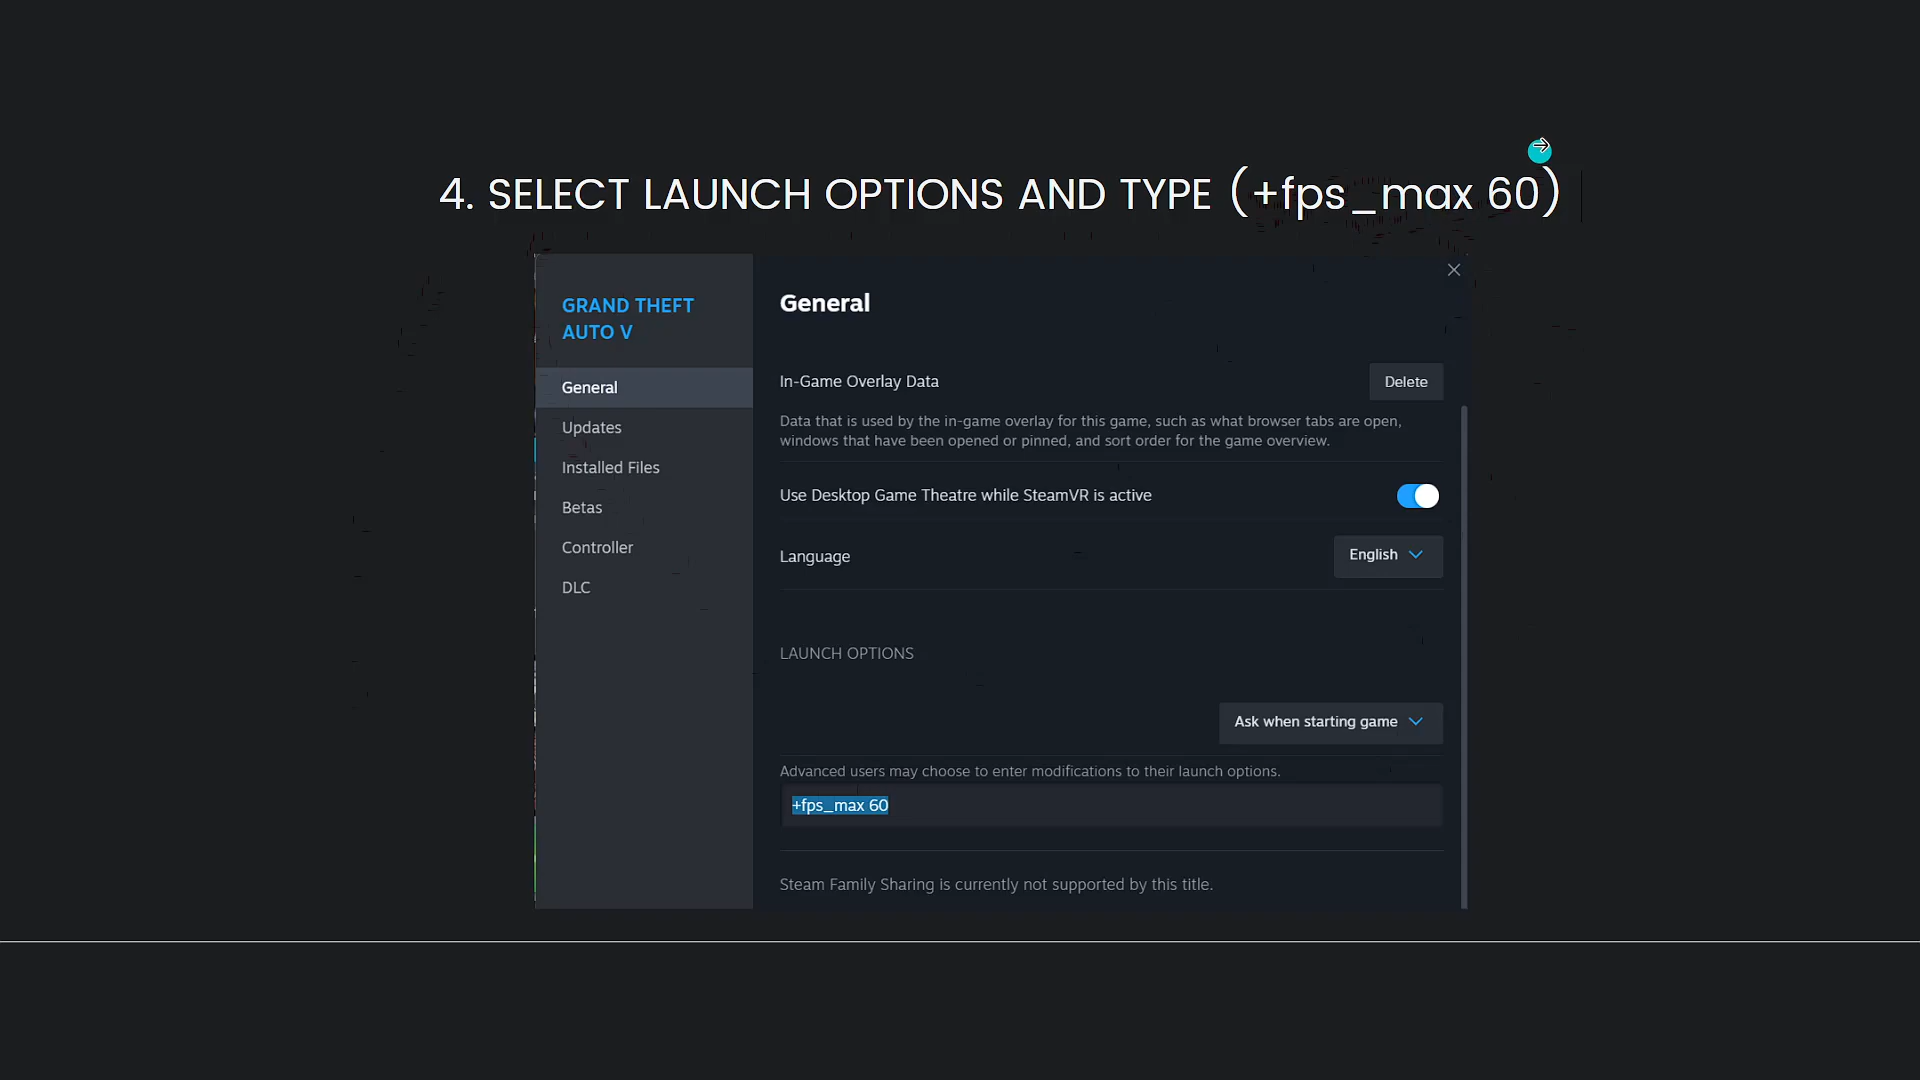 4. SELECT LAUNCH OPTIONS AND TYPE (+fps_max 60)
GRAND THEFT
AUTO V
General
Updates
Installed Files
Betas
Controller
DLC
General
In-Game Overlay Data
Delete
Data that is used by the in-game overlay for this game, such as what browser tabs are open,
windows that have been opened or pinned, and sort order for the game overview.
Use Desktop Game Theatre while SteamVR is active
Language
English
LAUNCH OPTIONS
Ask when starting game
Advanced users may choose to enter modifications to their launch options.
+fps_max 60
Steam Family Sharing is currently not supported by this title.